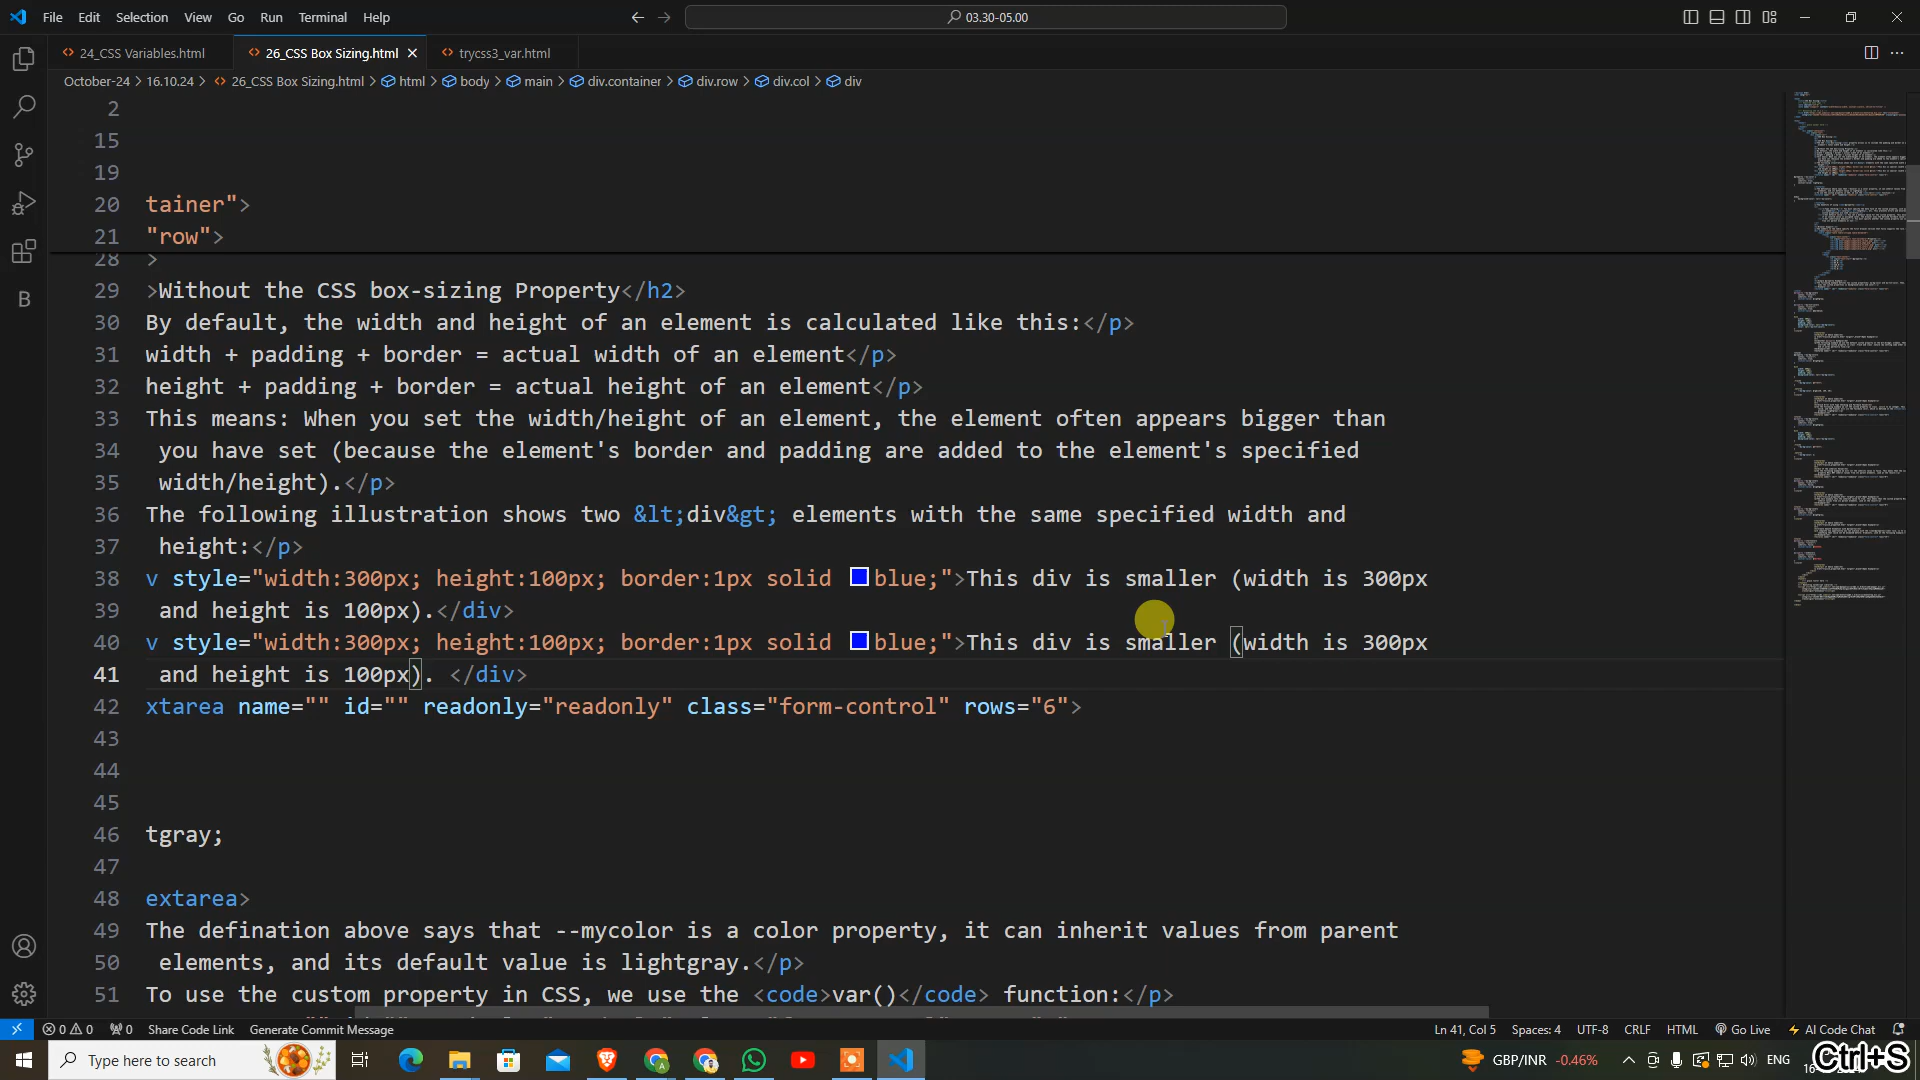 File Edit Selection View Go Run Terminal Help
03.30-05.00
24_CSS Variables.html
26_CSS Box Sizing.html
trycss3_var.html
October-24 > 16.10.24 > 26_CSS Box Sizing.html > html > body > main > div.container > div.row > div.col > div
2
15
19
20 tainer">
21 "row">
28 >
29 >Without the CSS box-sizing Property</h2>
30 By default, the width and height of an element is calculated like this:</p>
31 width + padding + border = actual width of an element</p>
32 height + padding + border = actual height of an element</p>
33 This means: When you set the width/height of an element, the element often appears bigger than
34 you have set (because the element's border and padding are added to the element's specified
35 width/height).</p>
36 The following illustration shows two &lt;div&gt; elements with the same specified width and
37 height:</p>
38 v style="width:300px; height:100px; border:1px solid blue;">This div is smaller (width is 300px
39 and height is 100px).</div>
40 v style="width:300px; height:100px; border:1px solid blue;">This div is smaller (width is 300px
41 and height is 100px). </div>
42 xtarea name="" id="" readonly="readonly" class="form-control" rows="6">
43
44
45
46 tgray;
47
48 extarea>
49 The defination above says that --mycolor is a color property, it can inherit values from parent
50 elements, and its default value is lightgray.</p>
51 To use the custom property in CSS, we use the <code>var()</code> function:</p>
0 0 0 Share Code Link Generate Commit Message Ln 41, Col 5 Spaces: 4 UTF-8 CRLF HTML Go Live AI Code Chat
Type here to search
GBP/INR -0.46% ENG
Ctrl+S